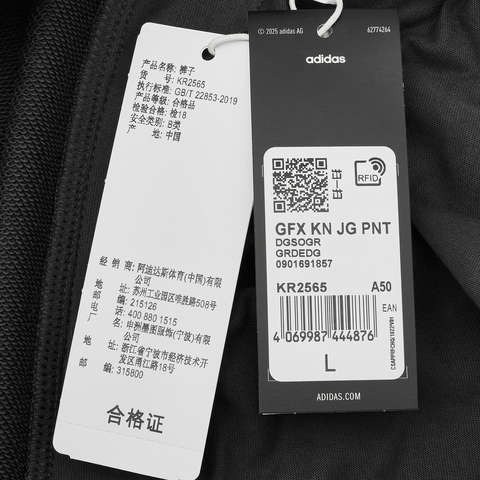 产品名称: 裤子
货 号: KR2565
执行标准: GB/T 22853-2019
产品等级: 合格品
检验合格: 检18
安全类别: B类
产 地: 中国
经 销 商: 阿迪达斯体育(中国)有限
公司
地 址: 苏州工业园区唯胜路508号
邮 编: 215126
电 话: 400 880 1515
厂 名: 申洲墨图服饰(宁波)有限
公司
地 址: 浙江省宁波市经济技术开
发区甬江路18号
邮 编: 315800
合格证
© 2025 adidas AG
62774264
adidas
RFID
GFX KN JG PNT
DGSOGR
GRDEDG
0901691857
KR2565 A50
EAN
4 069987 444876
L
ADIDAS.COM